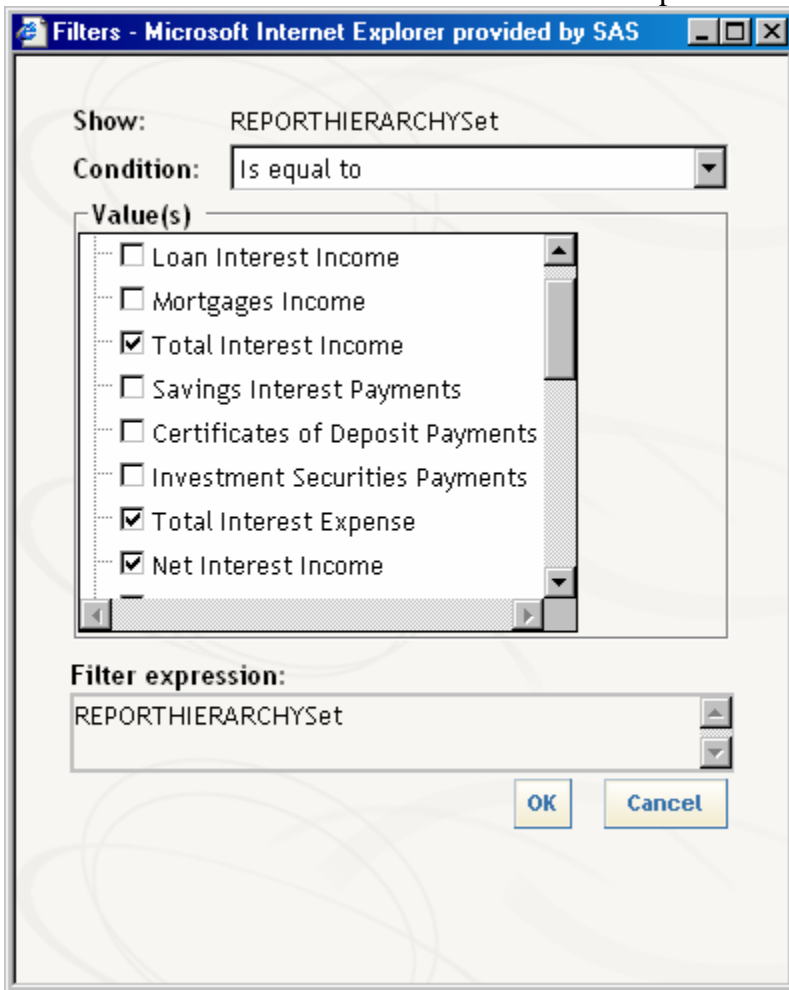 Filters - Microsoft Internet Explorer provided by SAS
Show: REPORTHIERARCHYSet
Condition: Is equal to
Value(s)
Loan Interest Income
Mortgages Income
Total Interest Income
Savings Interest Payments
Certificates of Deposit Payments
Investment Securities Payments
Total Interest Expense
Net Interest Income
Filter expression:
REPORTHIERARCHYSet
OK Cancel